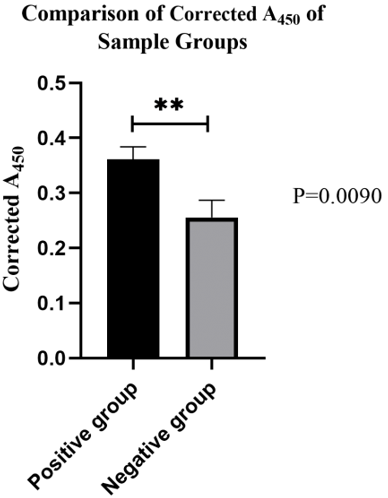 Comparison of Corrected A450 of
Sample Groups
Corrected A450
0.5
0.4
0.3
0.2
0.1
0.0
**
P=0.0090
Positive group
Negative group